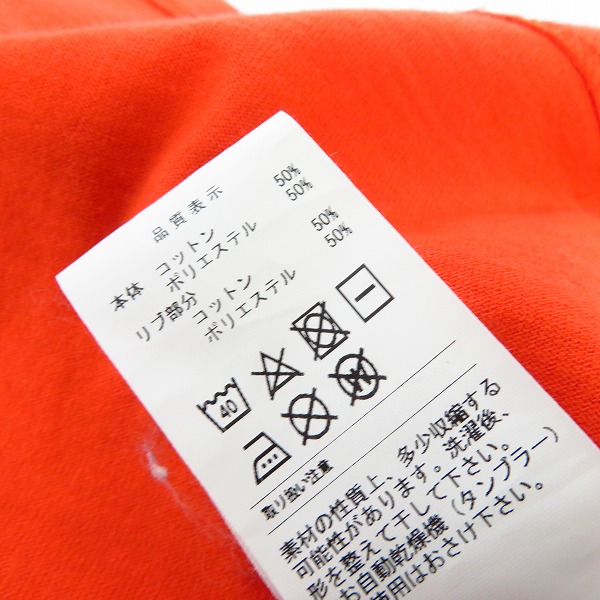 品質表示
本体 コットン 50%
ポリエステル 50%
リブ部分 コットン 50%
ポリエステル 50%
40
W
取り扱い注意
素材の性質上、多少収縮する
可能性があります。洗濯後、
形を整えて干して下さい。
お自動乾燥機（タンブラー）
使用はおさけ下さい。